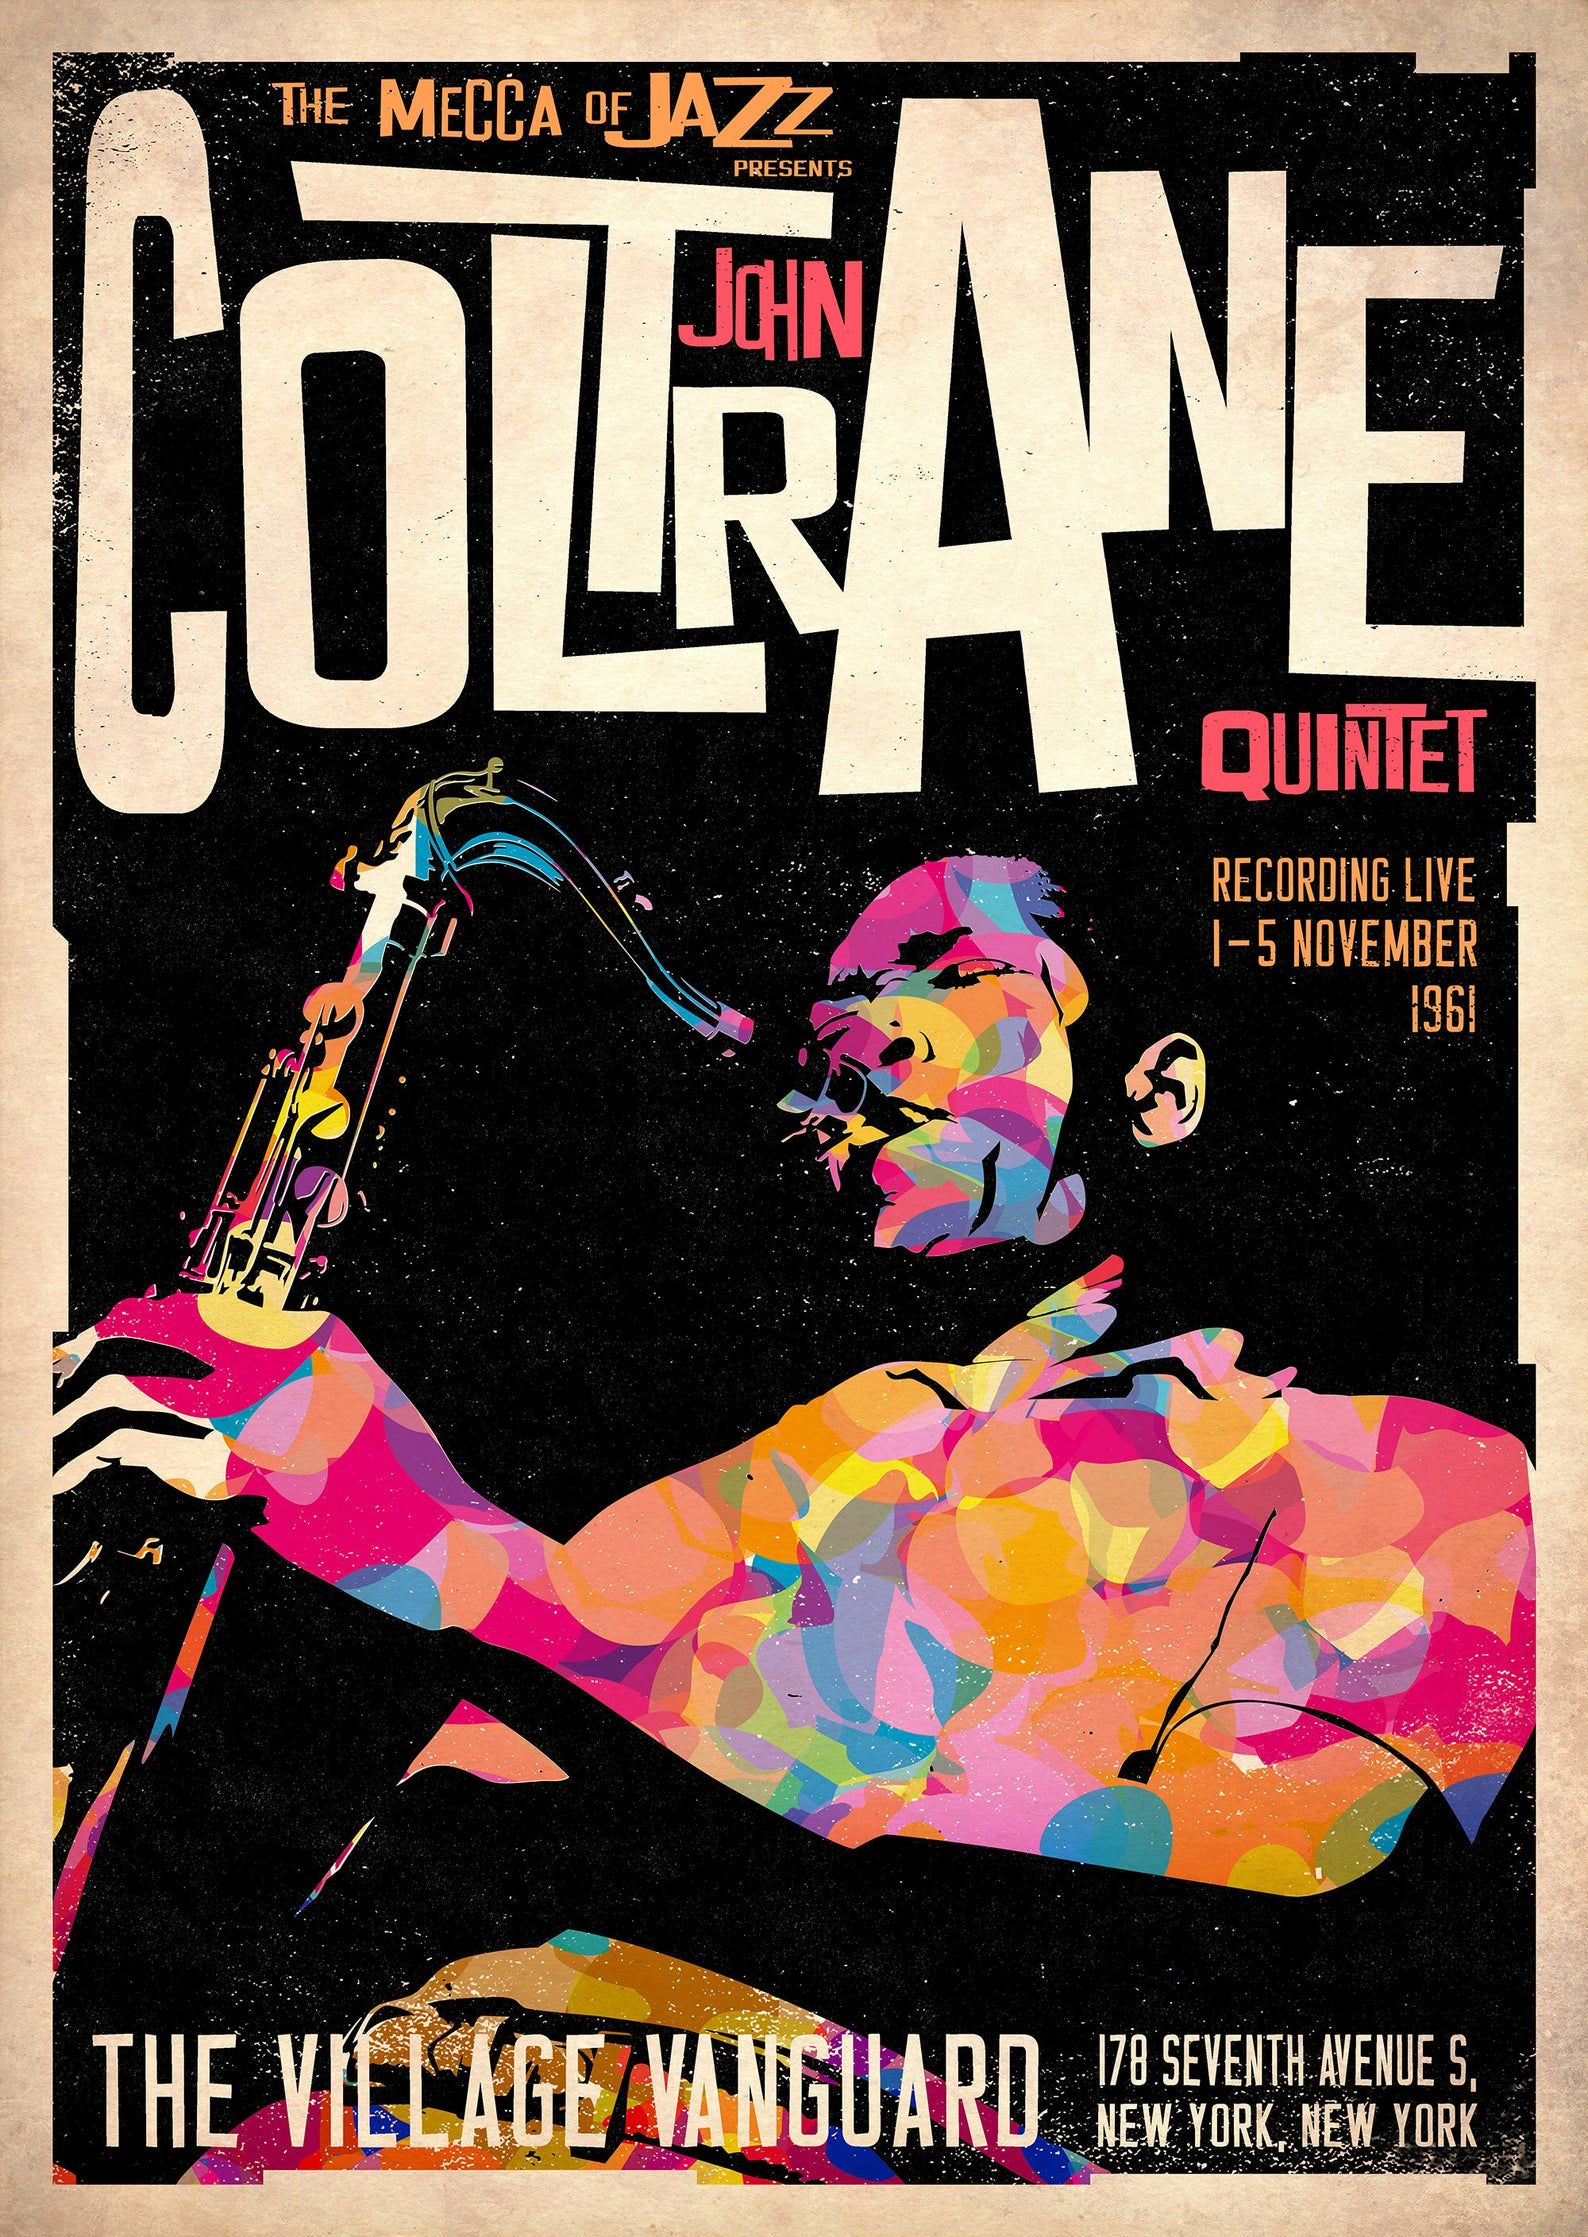 THE MECCA OF JAZZ
PRESENTS
JOHN
COLTRANE
QUINTET
RECORDING LIVE
1-5 NOVEMBER
1961
THE VILLAGE VANGUARD
178 SEVENTH AVENUE S,
NEW YORK, NEW YORK